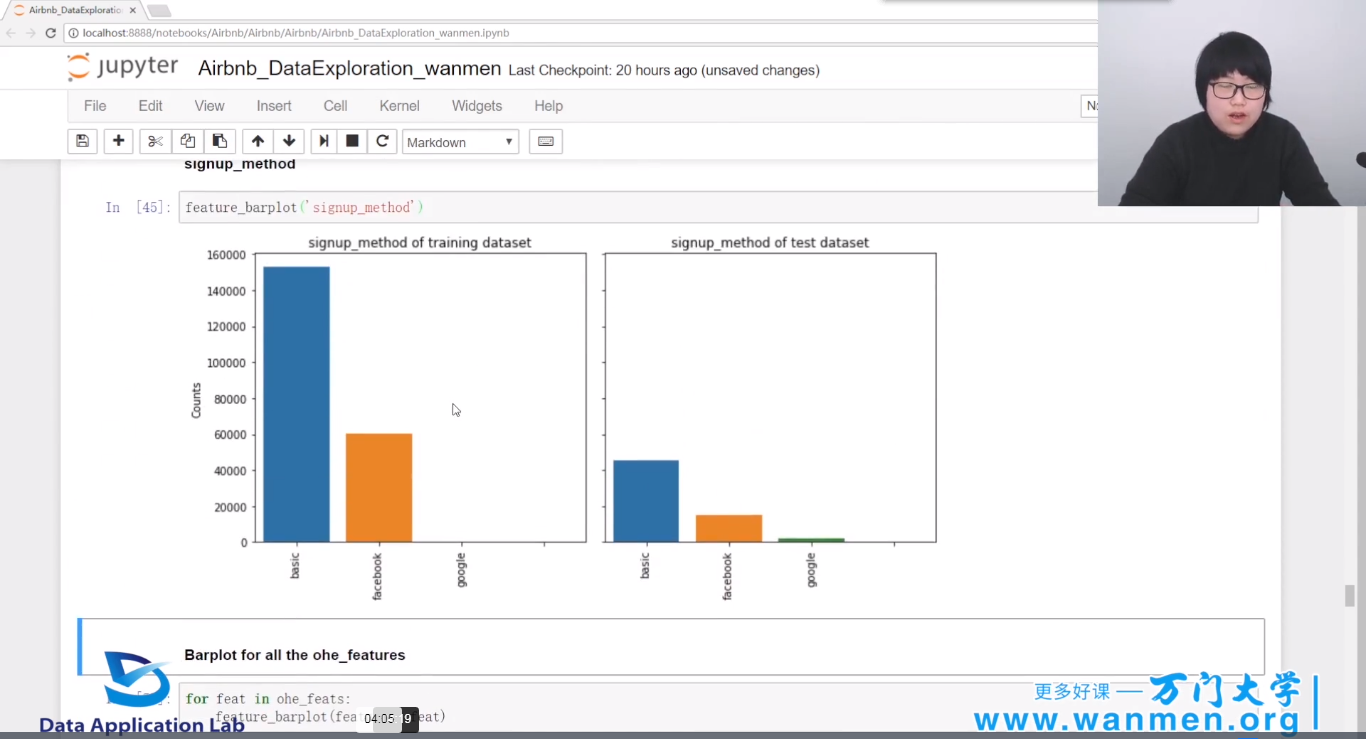 Airbnb_DataExploratio
localhost:8888/notebooks/Airbnb/Airbnb/Airbnb/Airbnb_DataExploration_wanmen.ipynb
jupyter Airbnb_DataExploration_wanmen Last Checkpoint: 20 hours ago (unsaved changes)
File Edit View Insert Cell Kernel Widgets Help
Markdown
signup_method
In [45]: feature_barplot('signup_method')
signup_method of training dataset signup_method of test dataset
160000
140000
120000
100000
80000
60000
40000
20000
0
Counts
basic facebook google basic facebook google
Barplot for all the ohe_features
for feat in ohe_feats:
feature_barplot(fea eat)
04:05:19
Data Application Lab
更多好课 — 万门大学
www.wanmen.org